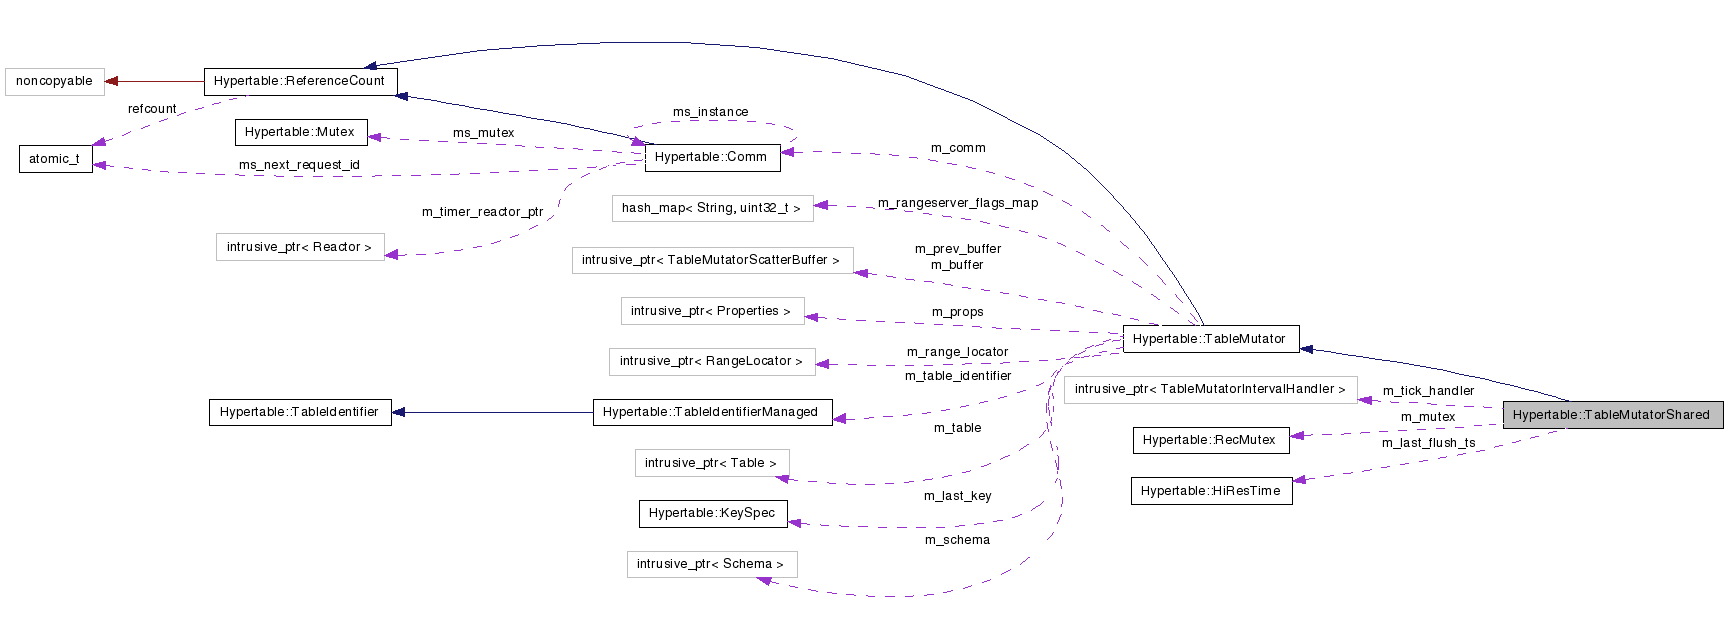 noncopyable
Hypertable::ReferenceCount
refcount
ms_instance
Hypertable::Mutex
ms_mutex
atomic_t
ms_next_request_id
Hypertable::Comm
m_comm
hash_map< String, uint32_t >
m_rangeserver_flags_map
m_timer_reactor_ptr
intrusive_ptr< Reactor >
intrusive_ptr< TableMutatorScatterBuffer >
m_prev_buffer
m_buffer
intrusive_ptr< Properties >
m_props
Hypertable::TableMutator
intrusive_ptr< RangeLocator >
m_range_locator
m_table_identifier
intrusive_ptr< TableMutatorIntervalHandler >
m_tick_handler
Hypertable::TableIdentifier
Hypertable::TableIdentifierManaged
m_mutex
Hypertable::TableMutatorShared
m_table
Hypertable::RecMutex
m_last_flush_ts
intrusive_ptr< Table >
m_last_key
Hypertable::HiResTime
Hypertable::KeySpec
m_schema
intrusive_ptr< Schema >